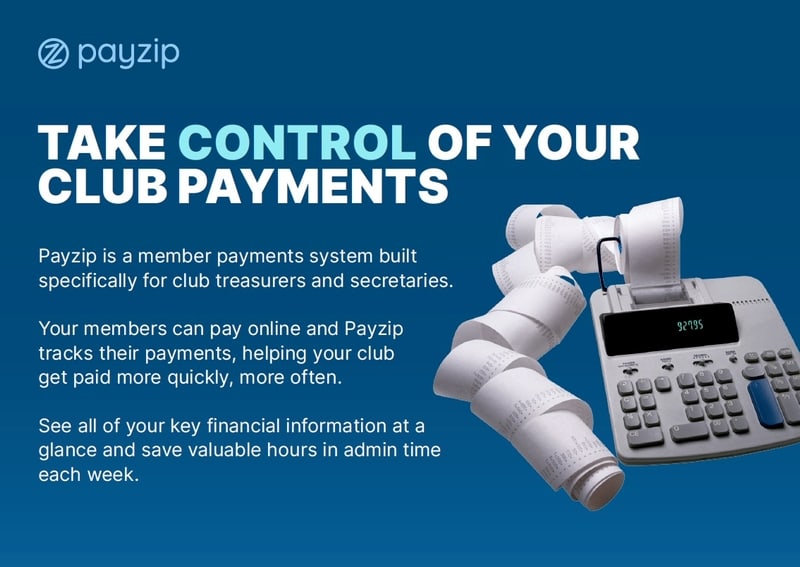 payzip
TAKE CONTROL OF YOUR
CLUB PAYMENTS
Payzip is a member payments system built
specifically for club treasurers and secretaries.
Your members can pay online and Payzip
tracks their payments, helping your club
get paid more quickly, more often.
See all of your key financial information at a
glance and save valuable hours in admin time
each week.
927.95